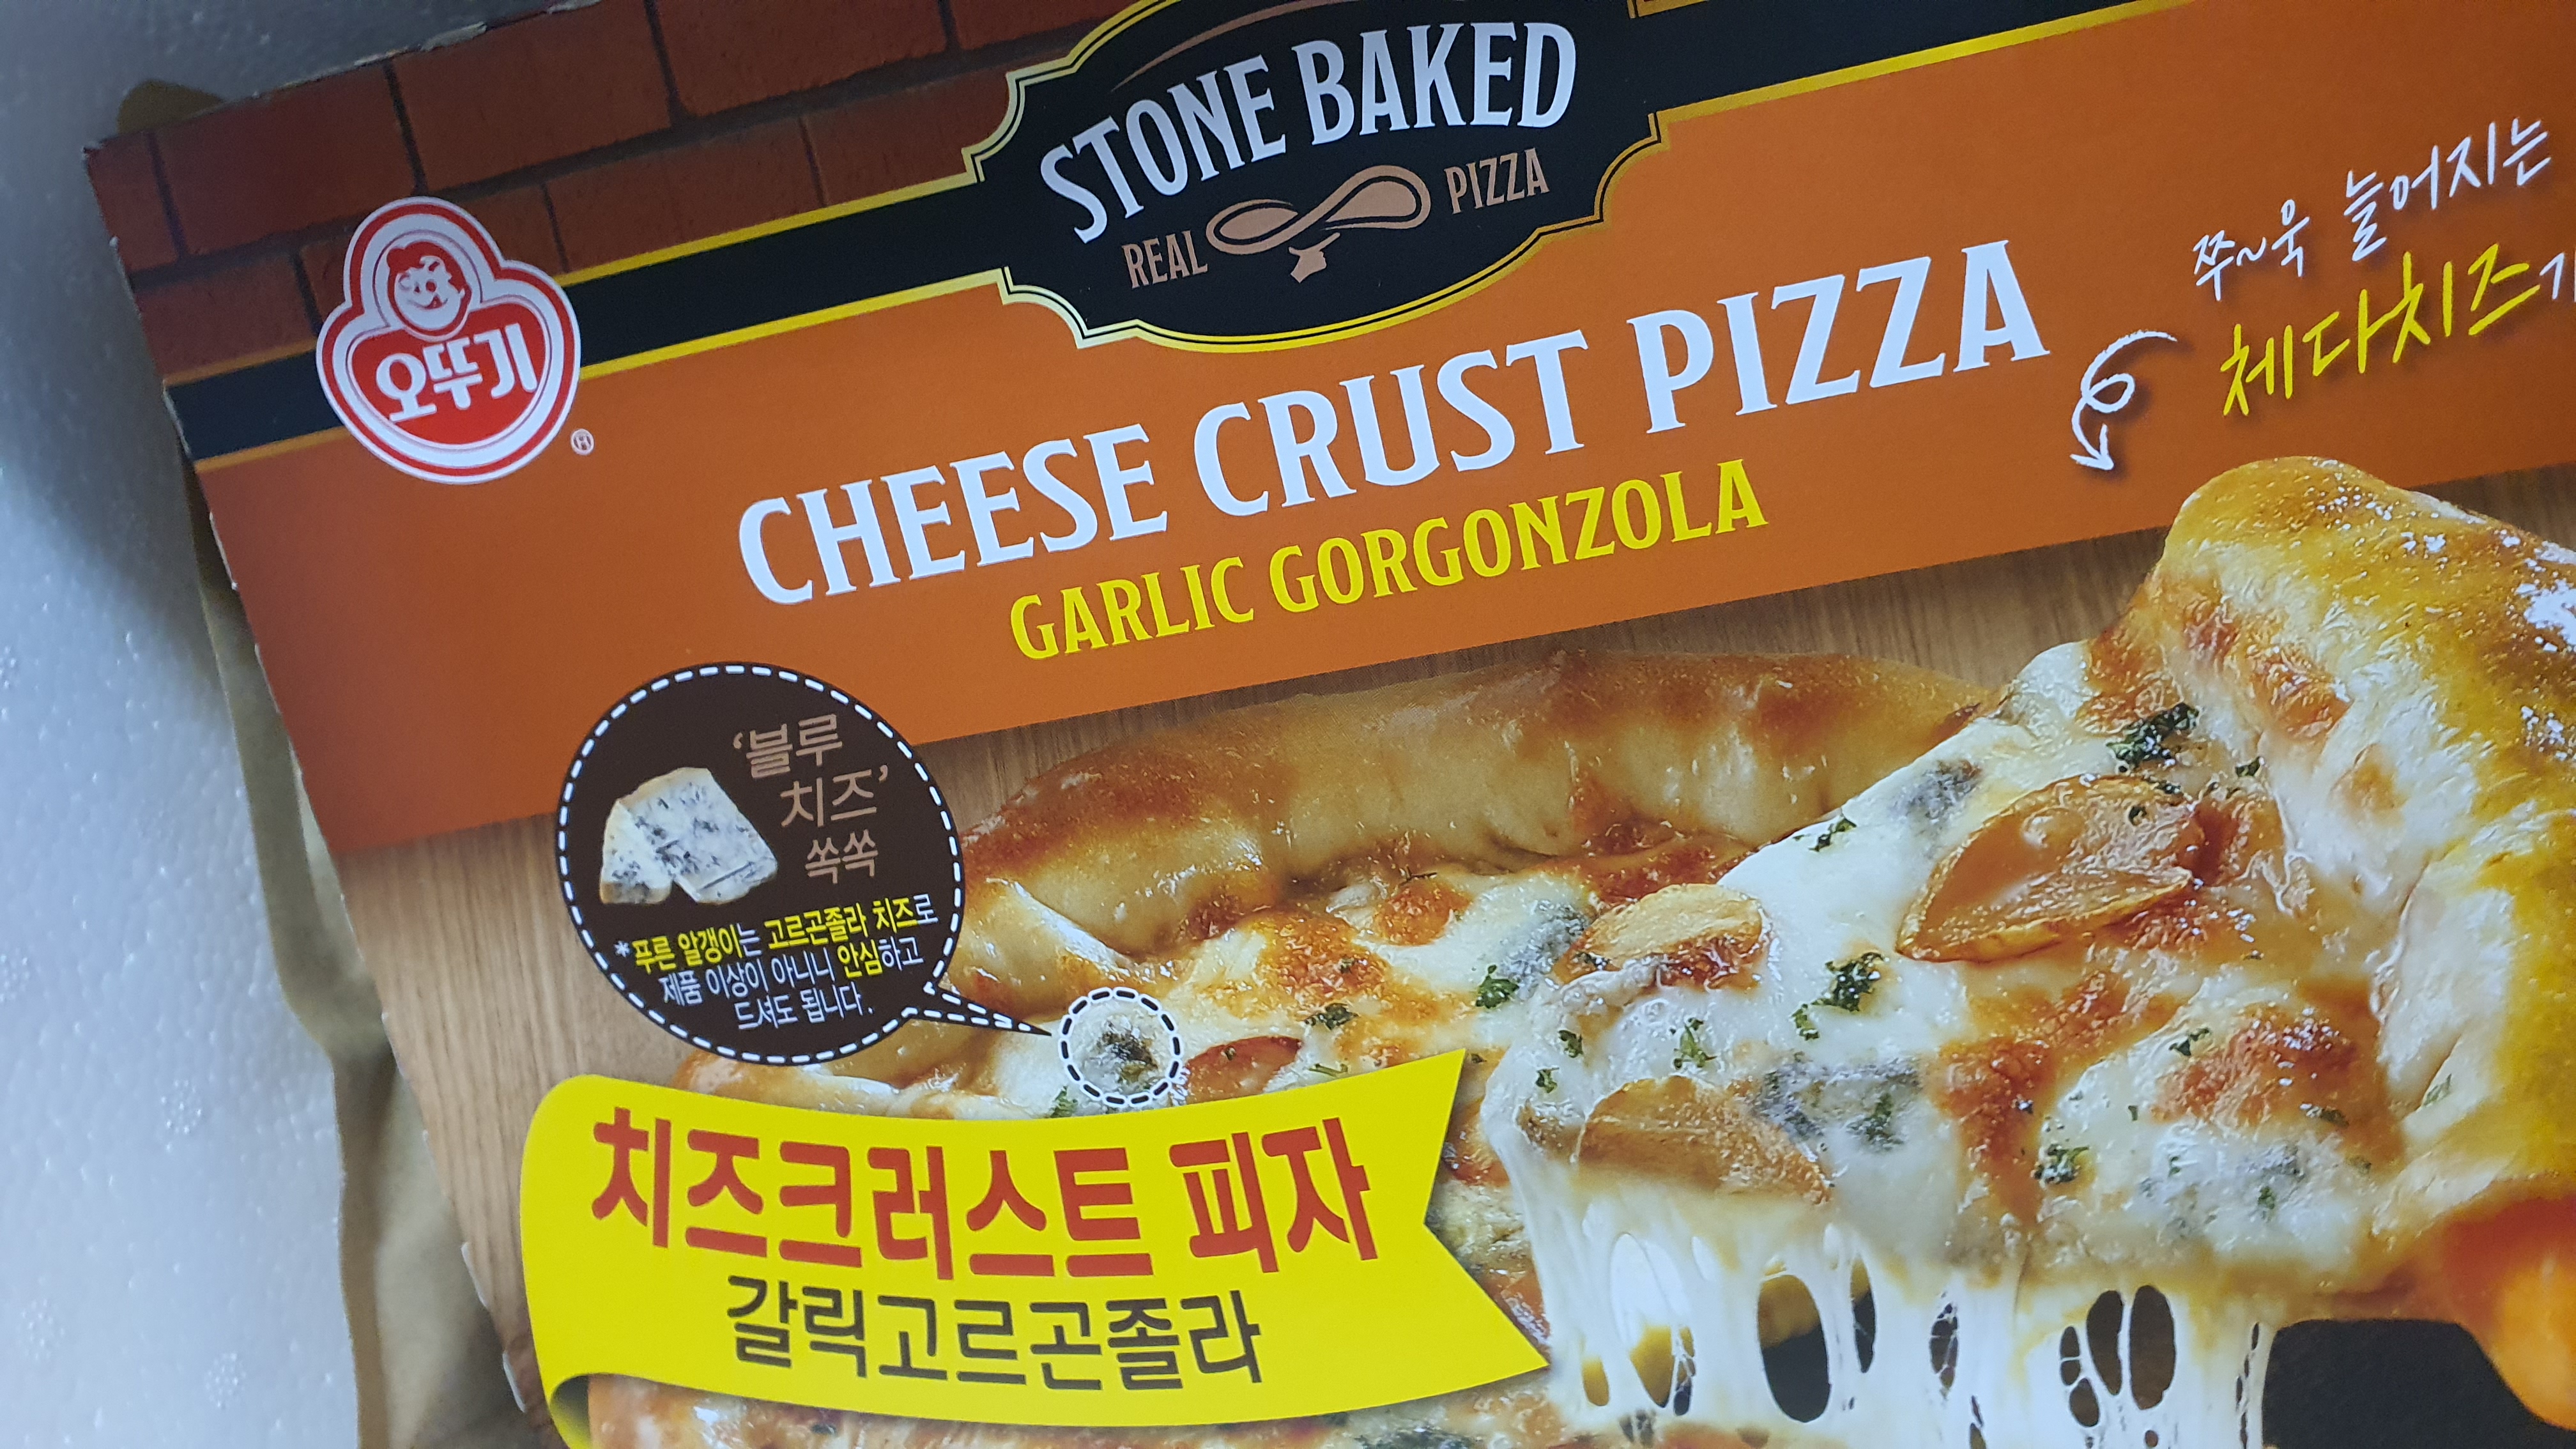 STONE BAKED
REAL PIZZA
오뚜기
®
CHEESE CRUST PIZZA
GARLIC GORGONZOLA
쭈~욱 늘어지는
체다치즈
'블루
치즈'
쏙쏙
*푸른 알갱이는 고르곤졸라 치즈로
제품 이상이 아니니 안심하고
드셔도 됩니다.
치즈크러스트 피자
갈릭고르곤졸라